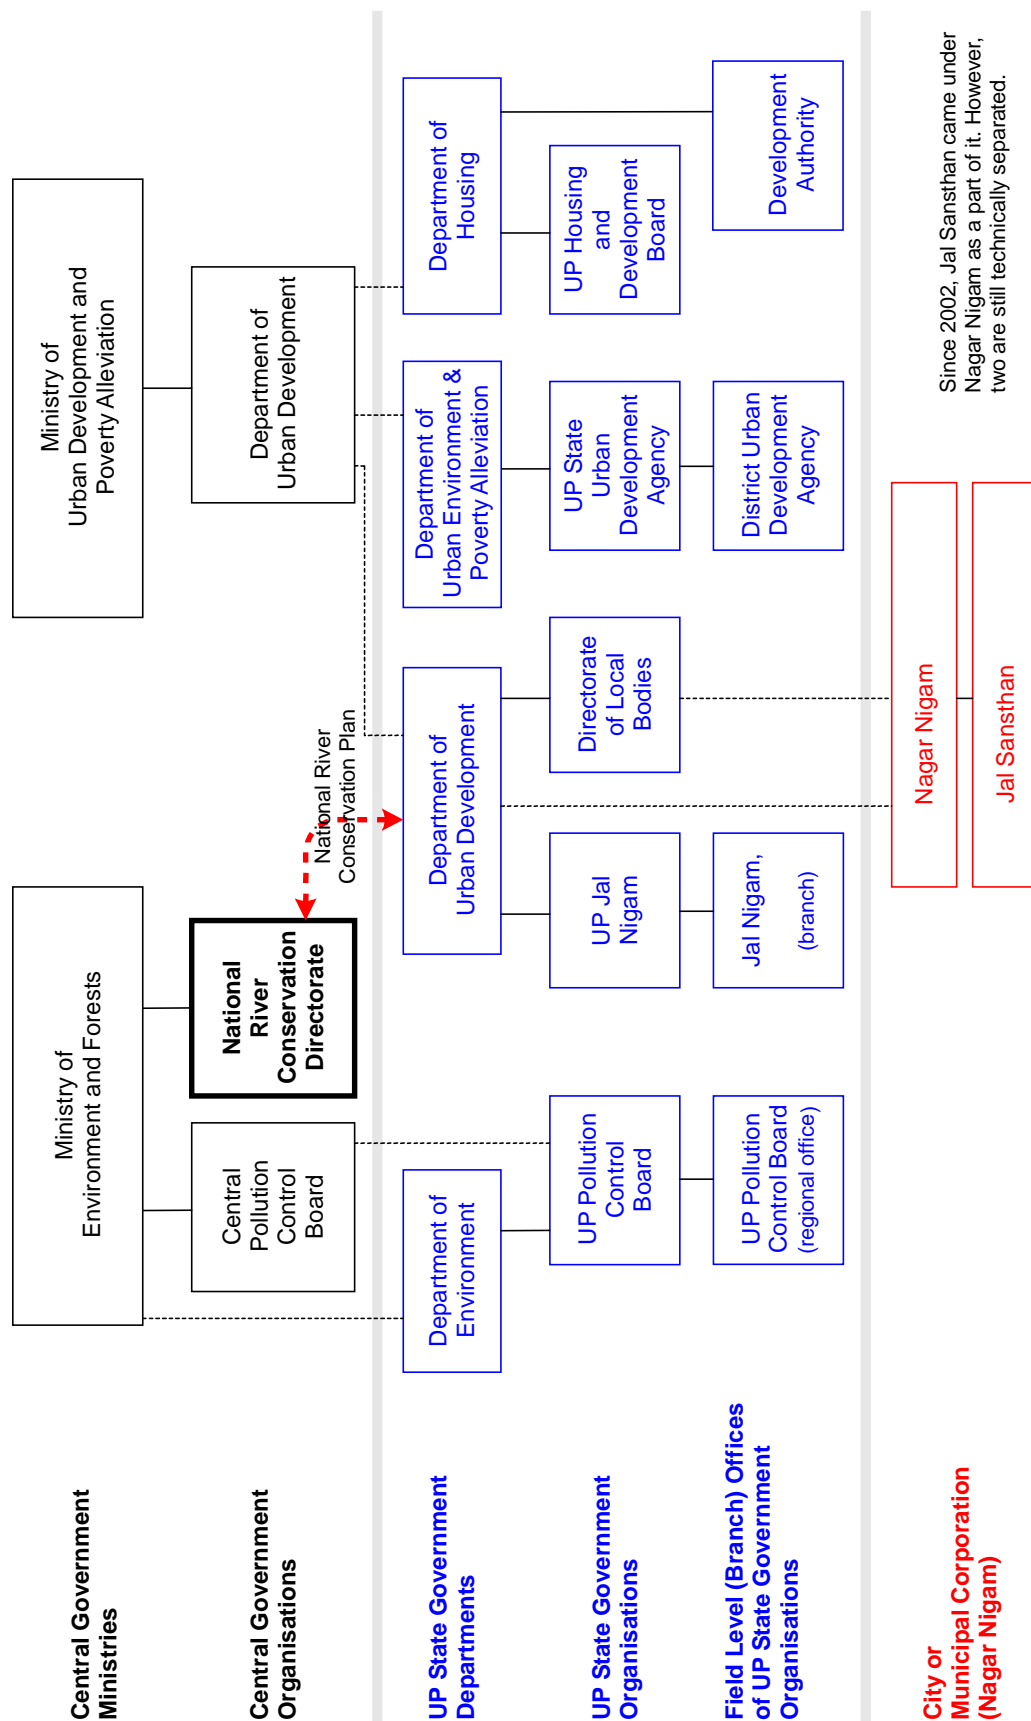 Central Government
Ministries
Ministry of
Environment and Forests
Ministry of
Urban Development and
Poverty Alleviation
Central Government
Organisations
Central
Pollution
Control
Board
National
River
Conservation
Directorate
Department of
Urban Development
National River
Conservation Plan
UP State Government
Departments
Department of
Environment
Department of
Urban Development
Department of
Urban Environment &
Poverty Alleviation
Department of
Housing
UP State Government
Organisations
UP Pollution
Control
Board
UP Jal
Nigam
Directorate
of Local
Bodies
UP State
Urban
Development
Agency
UP Housing
and
Development
Board
Field Level (Branch) Offices
of UP State Government
Organisations
UP Pollution
Control Board
(regional office)
Jal Nigam,
(branch)
District Urban
Development
Agency
Development
Authority
City or
Municipal Corporation
(Nagar Nigam)
Nagar Nigam
Jal Sansthan
Since 2002, Jal Sansthan came under
Nagar Nigam as a part of it. However,
two are still technically separated.